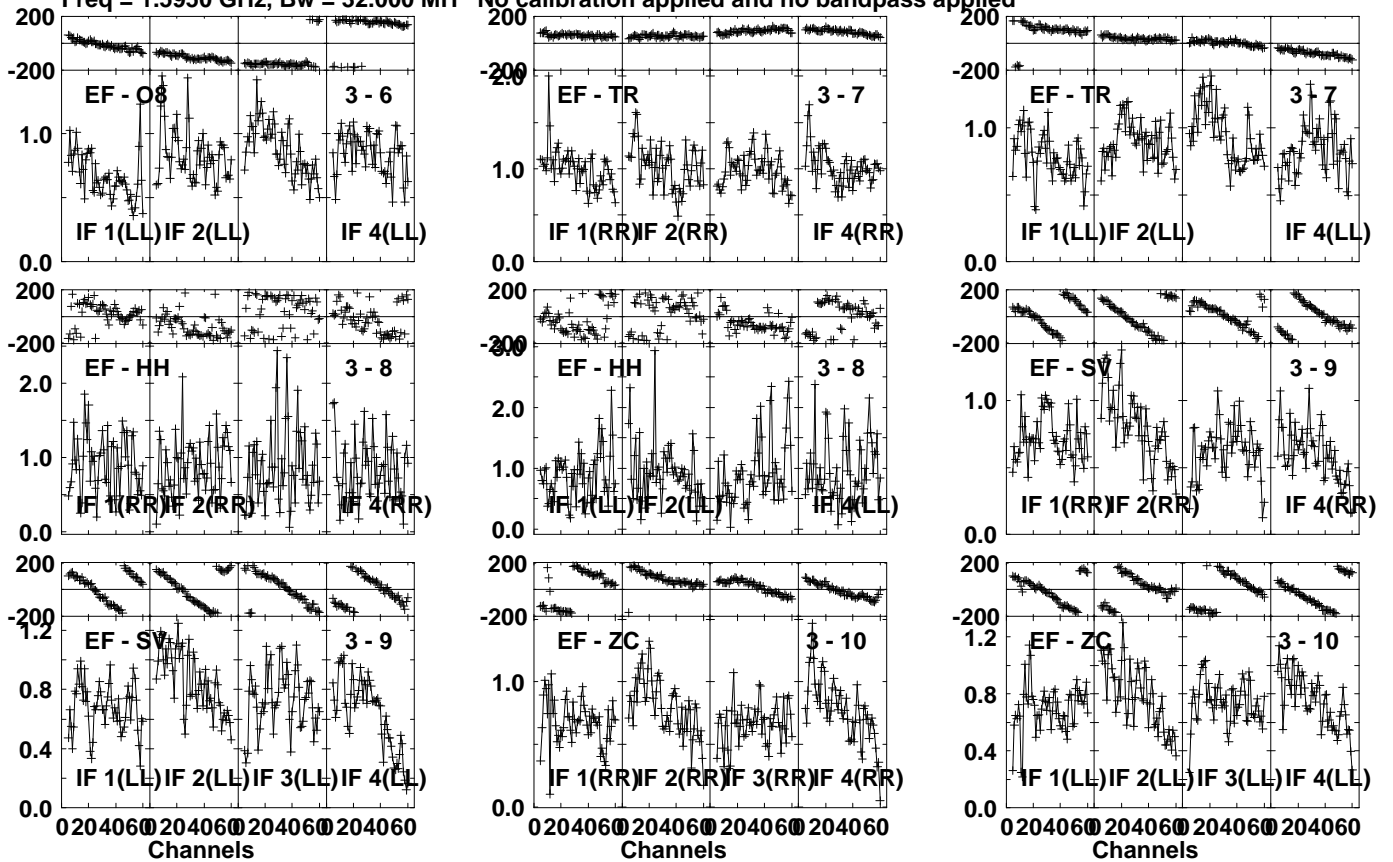 Freq = 1.5950 GHz, Bw = 32.000 MH No calibration applied and no bandpass applied
200
-200
EF - O8 3 - 6
1.0
IF 1(LL) IF 2(LL) IF 4(LL)
0.0
200
-200
2.0
EF - TR 3 - 7
1.0
IF 1(RR) IF 2(RR) IF 4(RR)
0.0
200
-200
EF - TR 3 - 7
1.0
IF 1(LL) IF 2(LL) IF 4(LL)
0.0
200
-200
EF - HH 3 - 8
2.0
1.0
IF 1(RR) IF 2(RR) IF 4(RR)
0.0
200
-200
3.0
EF - HH 3 - 8
2.0
1.0
IF 1(LL) IF 2(LL) IF 4(LL)
0.0
200
-200
EF - SV 3 - 9
1.0
IF 1(RR) IF 2(RR) IF 4(RR)
0.0
200
-200
1.2
EF - SV 3 - 9
0.8
0.4
IF 1(LL) IF 2(LL) IF 3(LL) IF 4(LL)
0.0
0 20 40 60 0 20 40 60 0 20 40 60 0 20 40 60
Channels
200
-200
EF - ZC 3 - 10
1.0
IF 1(RR) IF 2(RR) IF 3(RR) IF 4(RR)
0.0
0 20 40 60 0 20 40 60 0 20 40 60 0 20 40 60
Channels
200
-200
1.2
EF - ZC 3 - 10
0.8
0.4
IF 1(LL) IF 2(LL) IF 3(LL) IF 4(LL)
0.0
0 20 40 60 0 20 40 60 0 20 40 60 0 20 40 60
Channels